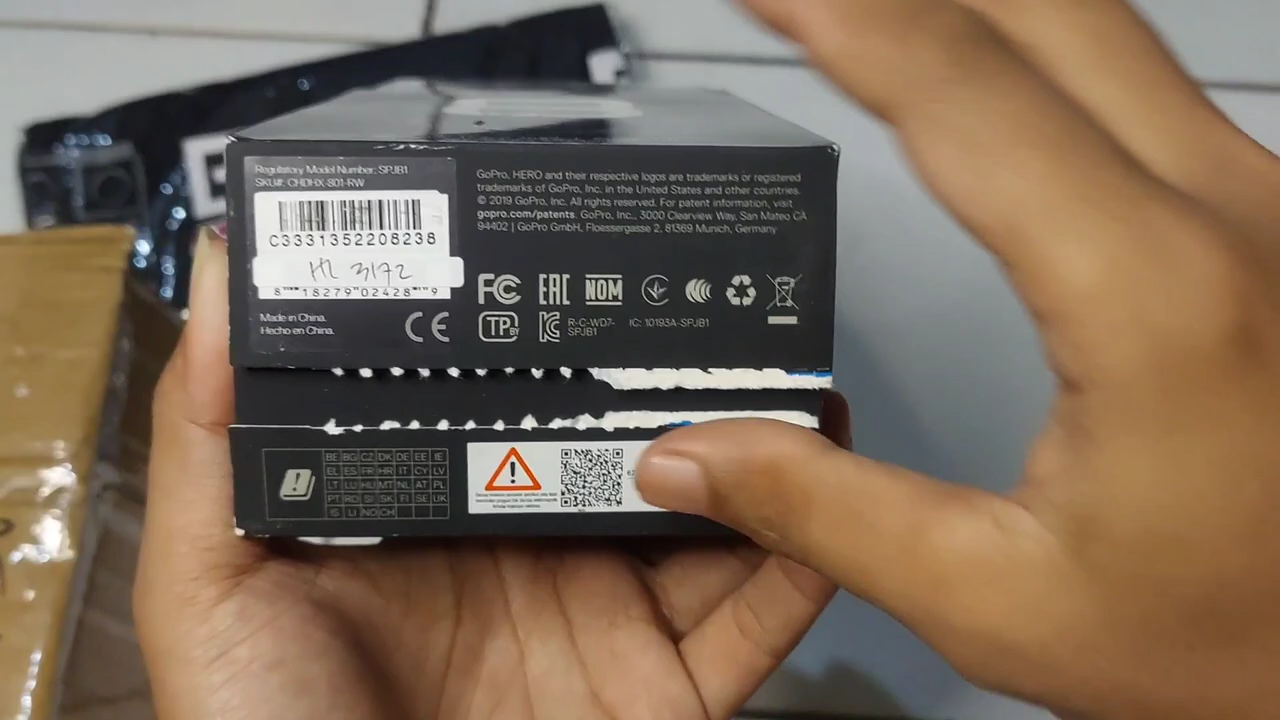 Regulatory Model Number: SPJB1
SKU#: CHDHX-801-RW
C3331352208238
HL 3172
8 18279 02428 9
Made in China.
Hecho en China.
CE
GoPro, HERO and their respective logos are trademarks or registered
trademarks of GoPro, Inc. in the United States and other countries.
© 2019 GoPro, Inc. All rights reserved. For patent information, visit
gopro.com/patents. GoPro, Inc., 3000 Clearview Way, San Mateo CA
94402 | GoPro GmbH, Floessergasse 2, 81369 Munich, Germany
FC EAC NOM
TP BY
R-C-WD7-
SPJB1
IC: 10193A-SPJB1
BE BG CZ DK DE EE IE
EL ES FR HR IT CY LV
LT LU HU MT NL AT PL
PT RO SI SK FI SE UK
IS LI NO CH